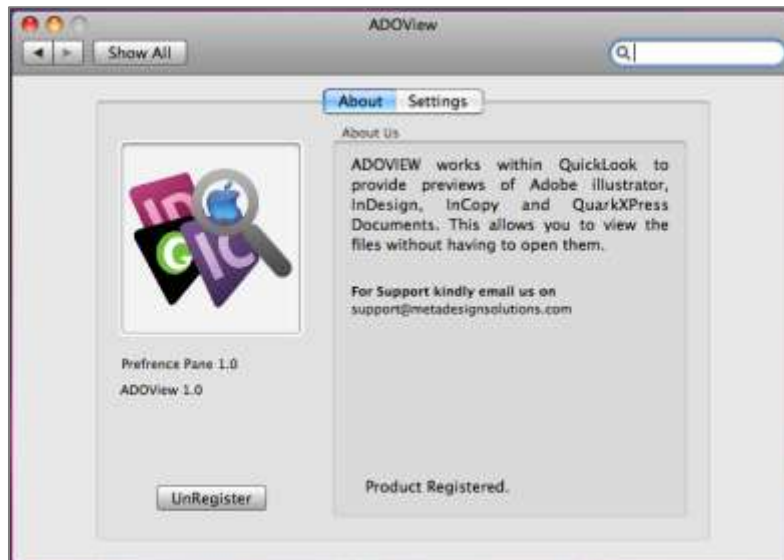 ADOView
Show All
About Settings
About Us
ADOVIEW works within QuickLook to
provide previews of Adobe illustrator,
InDesign, InCopy and QuarkXPress
Documents. This allows you to view the
files without having to open them.
For Support kindly email us on
support@metadesignsolutions.com
ID
Q IC
Prefrence Pane 1.0
ADOView 1.0
UnRegister
Product Registered.